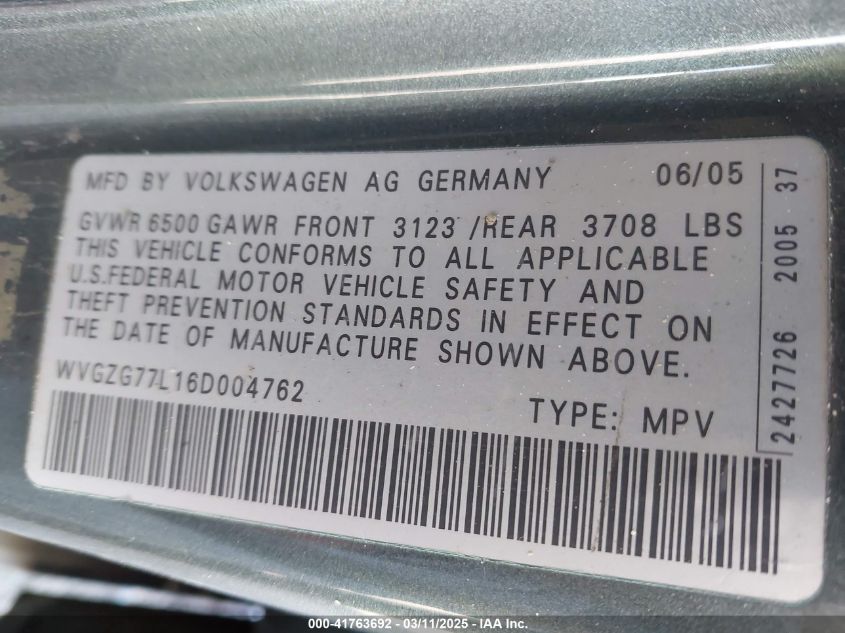 MFD BY VOLKSWAGEN AG GERMANY 06/05
GVWR 6500 GAWR FRONT 3123 /REAR 3708 LBS
THIS VEHICLE CONFORMS TO ALL APPLICABLE
U.S.FEDERAL MOTOR VEHICLE SAFETY AND
THEFT PREVENTION STANDARDS IN EFFECT ON
THE DATE OF MANUFACTURE SHOWN ABOVE.
WVGZG77L16D004762
TYPE: MPV
2427726 2005 37
000-41763692 - 03/11/2025 - IAA Inc.